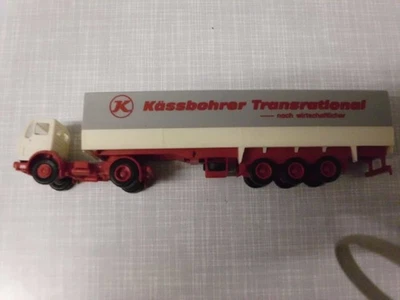 K Kässbohrer Transrational
— noch wirtschaftlicher